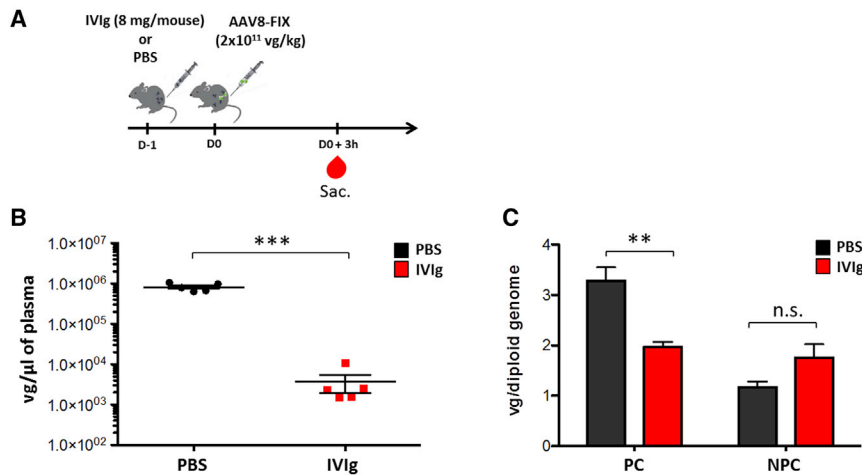 A
IVIg (8 mg/mouse)
or
PBS
AAV8-FIX
(2x10¹¹ vg/kg)
D-1
D0
D0 + 3h
Sac.
B
vg/µl of plasma
1.0×10⁰⁷
1.0×10⁰⁶
1.0×10⁰⁵
1.0×10⁰⁴
1.0×10⁰³
1.0×10⁰²
***
PBS
IVIg
PBS
IVIg
C
vg/diploid genome
4
3
2
1
0
**
n.s.
PBS
IVIg
PC
NPC